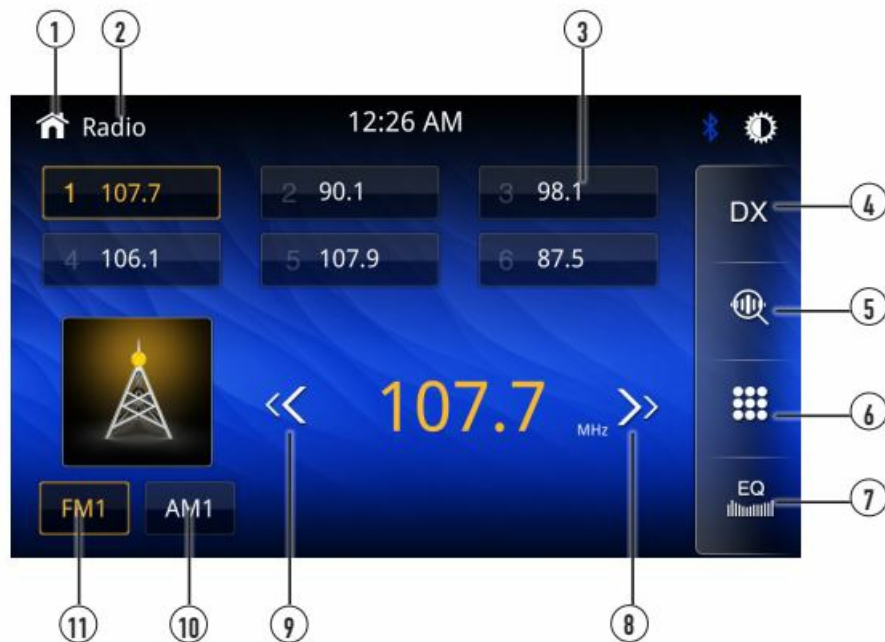 1 2 3
Radio 12:26 AM
1 107.7 2 90.1 3 98.1
4 106.1 5 107.9 6 87.5
DX 4
5
107.7 MHz
6
EQ 7
FM1 AM1
11 10 9 8